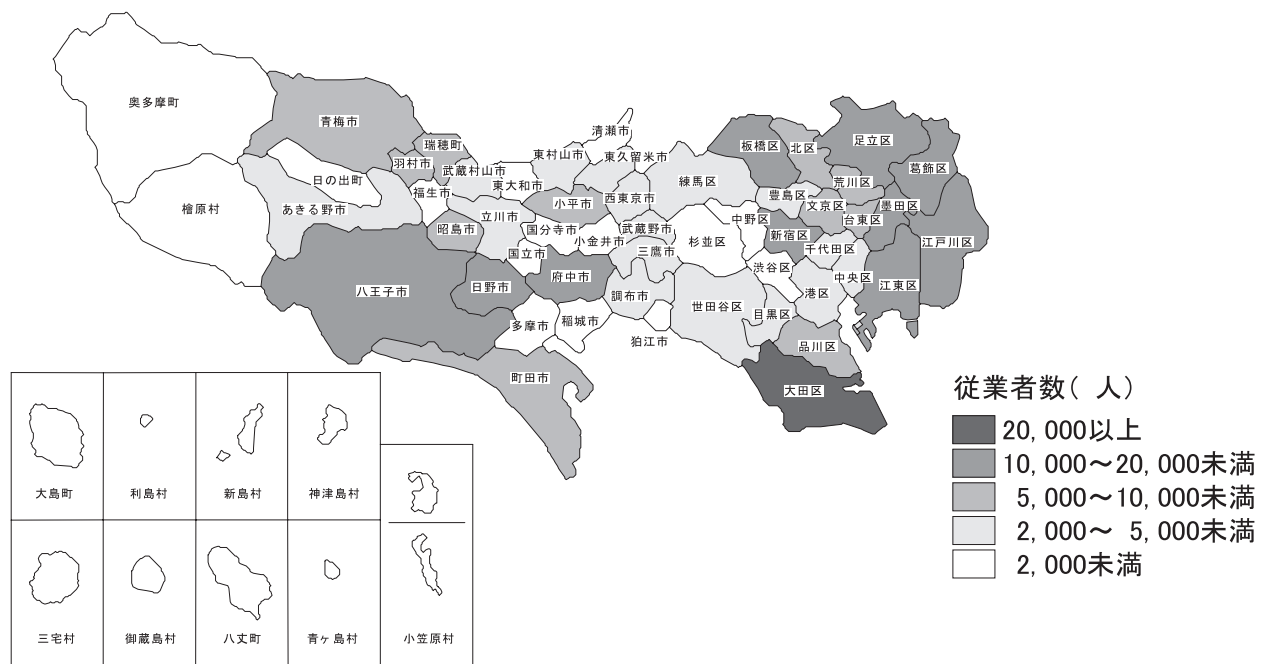 奥多摩町
青梅市
瑞穂町
羽村市
日の出町
あきる野市
檜原村
福生市
武蔵村山市
東大和市
東村山市
清瀬市
東久留米市
西東京市
小平市
昭島市
立川市
国分寺市
国立市
小金井市
武蔵野市
三鷹市
八王子市
日野市
府中市
調布市
多摩市
稲城市
狛江市
町田市
練馬区
板橋区
北区
足立区
葛飾区
荒川区
豊島区
文京区
台東区
墨田区
江戸川区
中野区
杉並区
新宿区
千代田区
渋谷区
中央区
江東区
港区
世田谷区
目黒区
品川区
大田区
大島町
利島村
新島村
神津島村
三宅村
御蔵島村
八丈町
青ヶ島村
小笠原村
従業者数( 人)
20,000以上
10,000～20,000未満
5,000～10,000未満
2,000～ 5,000未満
2,000未満